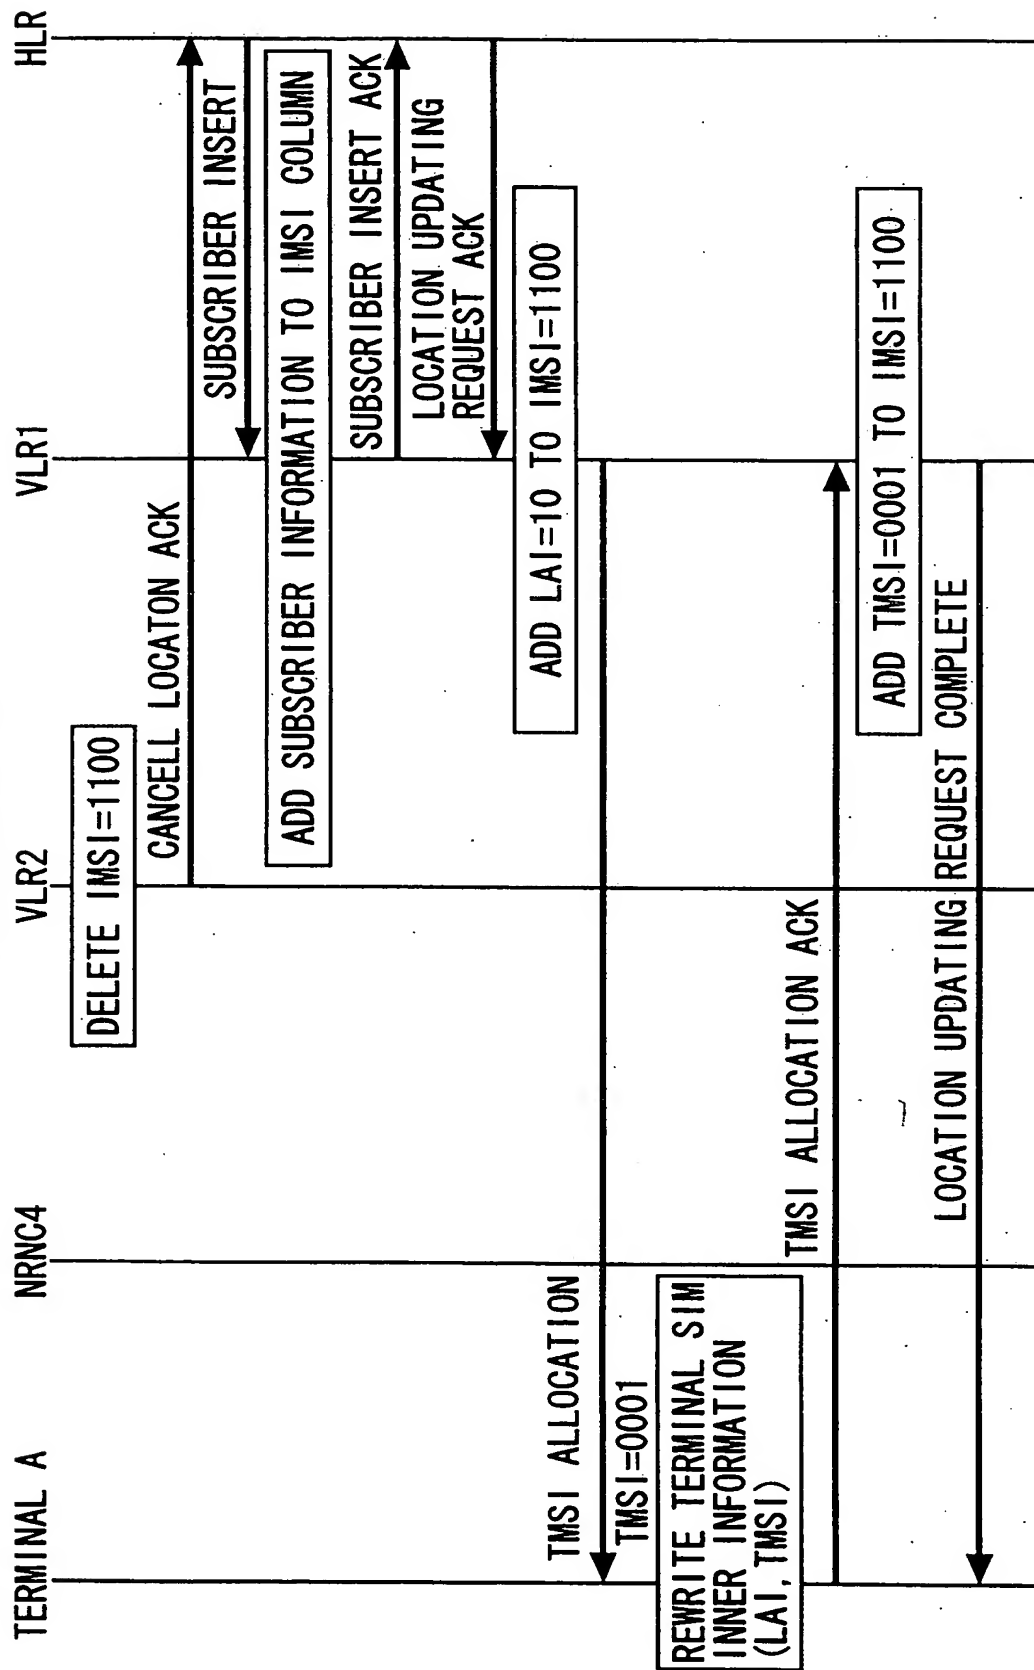 TERMINAL A
NRNC4
VLR2
VLR1
HLR
DELETE IMSI=1100
CANCELL LOCATON ACK
SUBSCRIBER INSERT
ADD SUBSCRIBER INFORMATION TO IMSI COLUMN
SUBSCRIBER INSERT ACK
LOCATION UPDATING
REQUEST ACK
ADD LAI=10 TO IMSI=1100
TMSI ALLOCATION
TMSI=0001
REWRITE TERMINAL SIM
INNER INFORMATION
(LAI, TMSI)
TMSI ALLOCATION ACK
ADD TMSI=0001 TO IMSI=1100
LOCATION UPDATING REQUEST COMPLETE